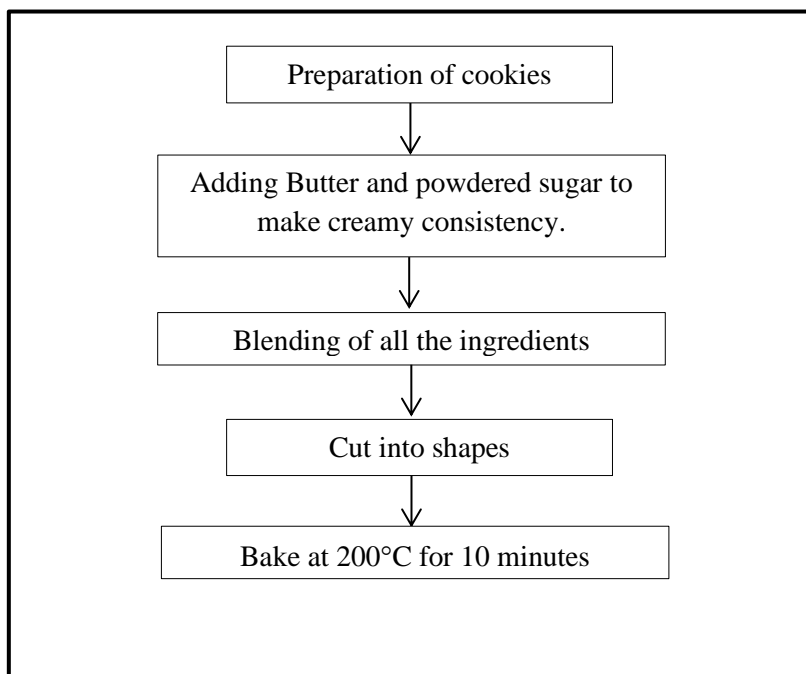 Preparation of cookies
Adding Butter and powdered sugar to
make creamy consistency.
Blending of all the ingredients
Cut into shapes
Bake at 200°C for 10 minutes